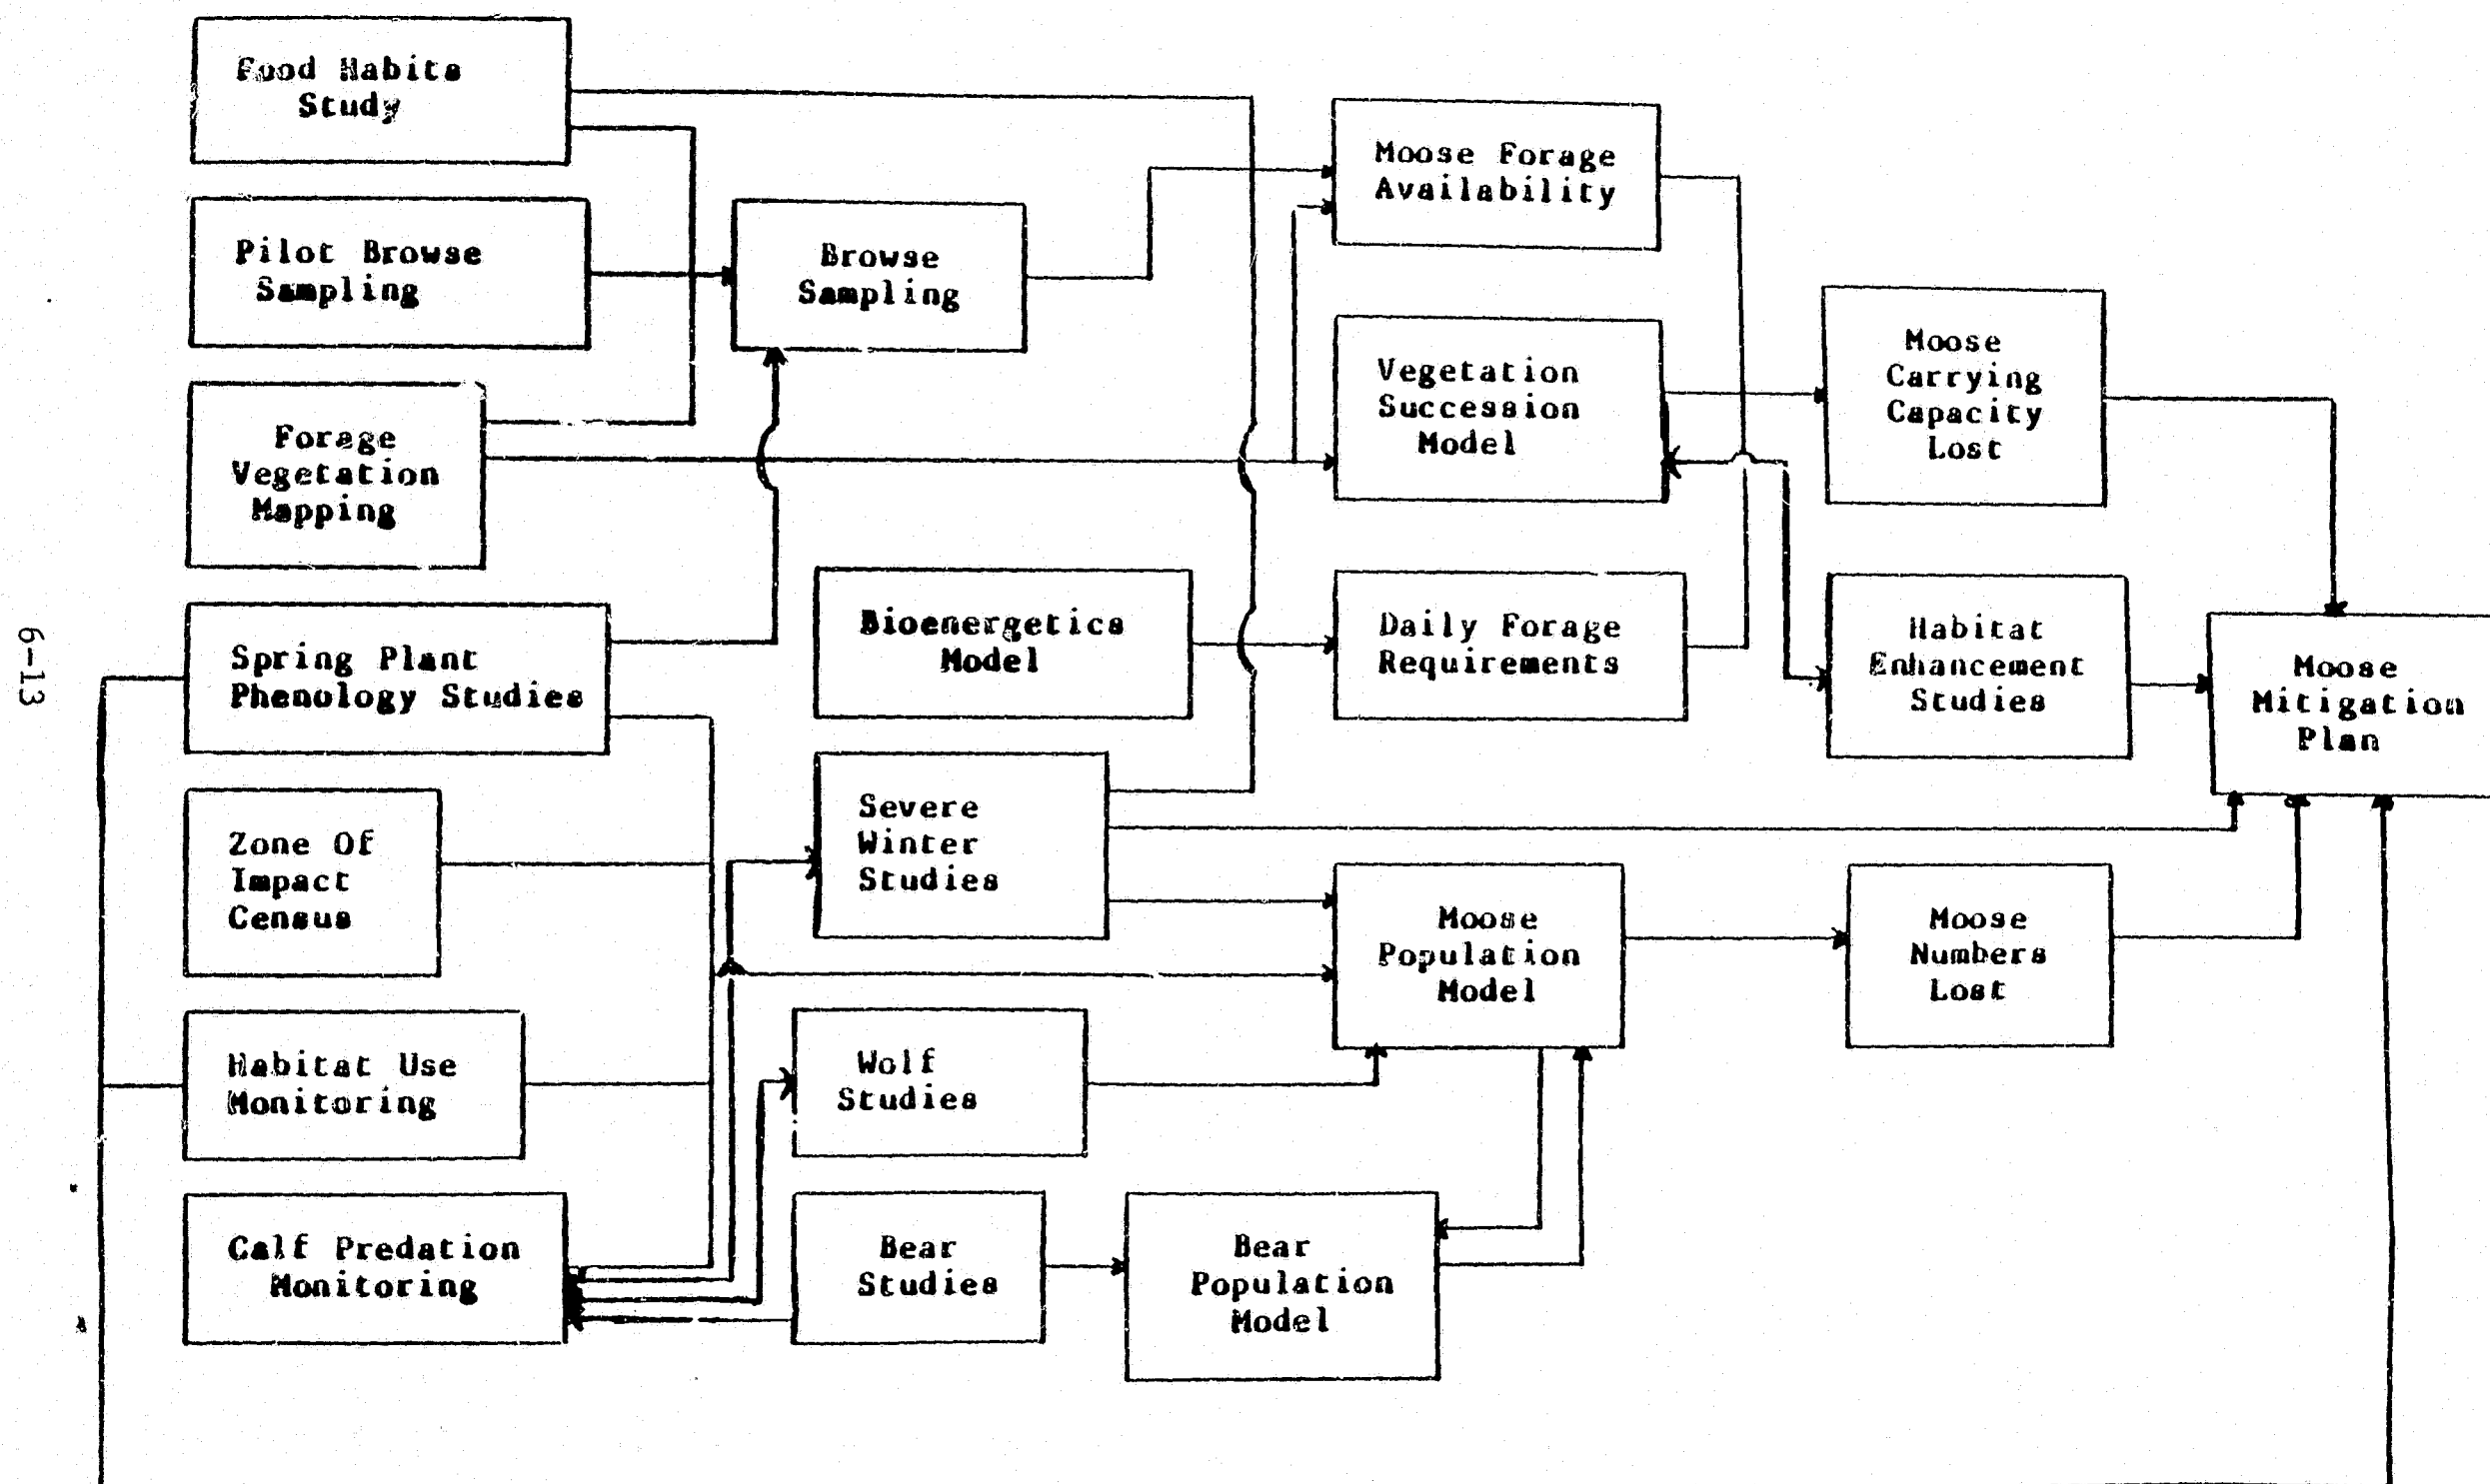 Food Habits
Study
Pilot Browse
Sampling
Forage
Vegetation
Mapping
Spring Plant
Phenology Studies
Zone Of
Impact
Census
Habitat Use
Monitoring
Calf Predation
Monitoring
Browse
Sampling
Bioenergetics
Model
Severe
Winter
Studies
Wolf
Studies
Bear
Studies
Bear
Population
Model
Moose Forage
Availability
Vegetation
Succession
Model
Daily Forage
Requirements
Moose
Population
Model
Moose
Carrying
Capacity
Lost
Habitat
Enhancement
Studies
Moose
Numbers
Lost
Moose
Mitigation
Plan
6-13